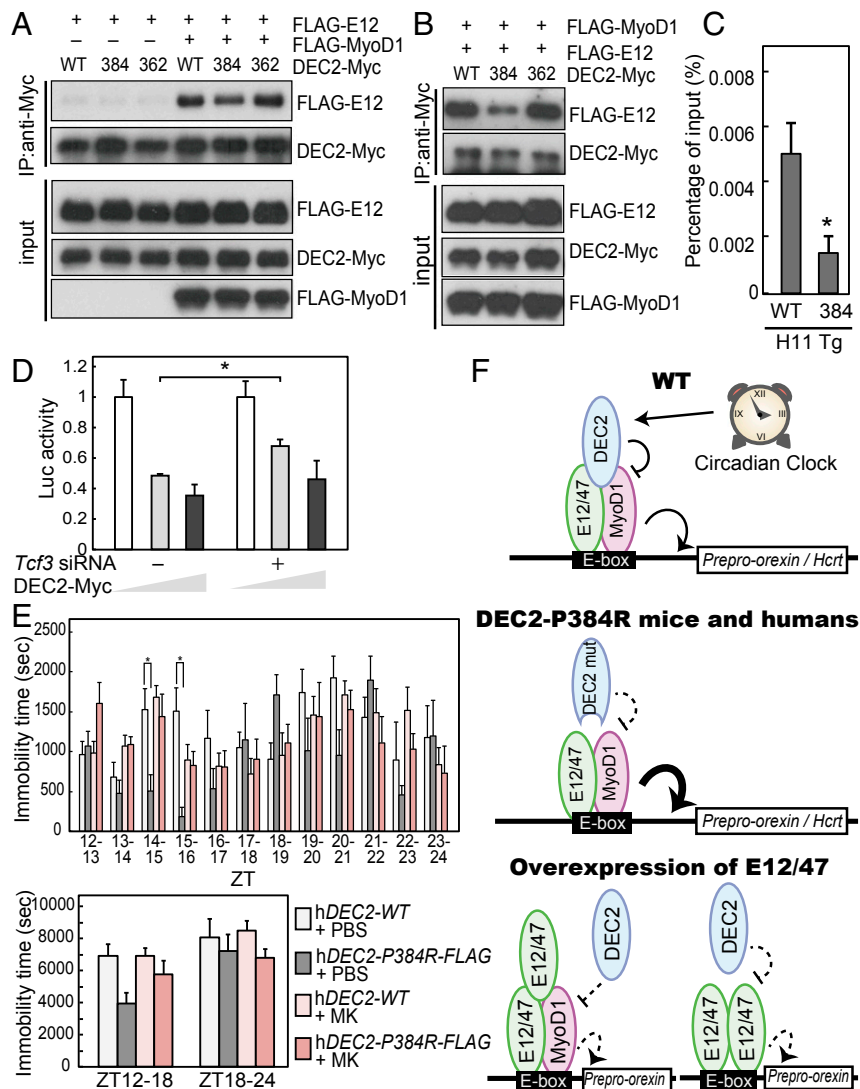 A
+ + + + + + FLAG-E12
– – – + + + FLAG-MyoD1
WT 384 362 WT 384 362 DEC2-Myc
IP:anti-Myc
FLAG-E12
DEC2-Myc
input
FLAG-E12
DEC2-Myc
FLAG-MyoD1
B
+ + + FLAG-MyoD1
+ + + FLAG-E12
WT 384 362 DEC2-Myc
IP:anti-Myc
FLAG-E12
DEC2-Myc
input
FLAG-E12
DEC2-Myc
FLAG-MyoD1
C
Percentage of input (%)
0.008
0.006
0.004
0.002
0
*
WT 384
H11 Tg
D
Luc activity
1.2
1
0.8
0.6
0.4
0.2
0
*
Tcf3 siRNA – +
DEC2-Myc
E
Immobility time (sec)
2500
2000
1500
1000
500
0
* *
12-13 13-14 14-15 15-16 16-17 17-18 18-19 19-20 20-21 21-22 22-23 23-24
ZT
Immobility time (sec)
10000
8000
6000
4000
2000
0
ZT12-18 ZT18-24
hDEC2-WT
+ PBS
hDEC2-P384R-FLAG
+ PBS
hDEC2-WT
+ MK
hDEC2-P384R-FLAG
+ MK
F
WT
XII
IX III
VI
Circadian Clock
DEC2
E12/47
MyoD1
E-box
Prepro-orexin / Hcrt
DEC2-P384R mice and humans
DEC2 mut
E12/47
MyoD1
E-box
Prepro-orexin / Hcrt
Overexpression of E12/47
E12/47
DEC2
E12/47
MyoD1
E-box
Prepro-orexin
DEC2
E12/47
E12/47
E-box
Prepro-orexin